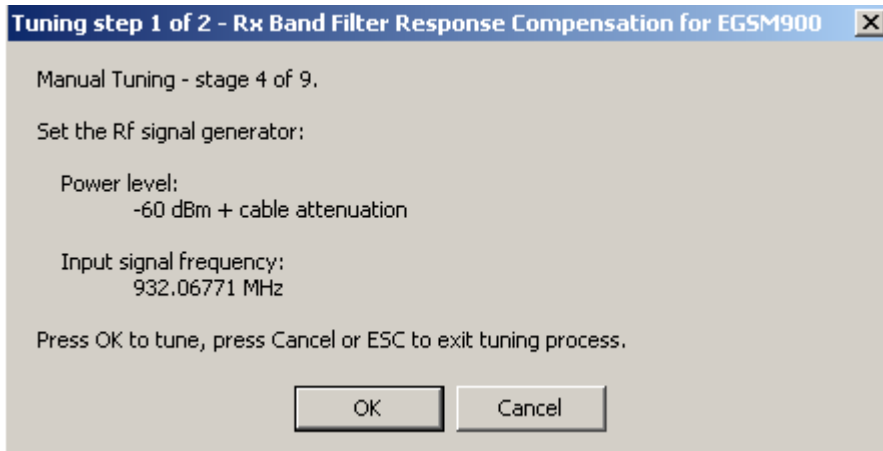 Tuning step 1 of 2 - Rx Band Filter Response Compensation for EGSM900
Manual Tuning - stage 4 of 9.
Set the Rf signal generator:
Power level:
-60 dBm + cable attenuation
Input signal frequency:
932.06771 MHz
Press OK to tune, press Cancel or ESC to exit tuning process.
OK
Cancel